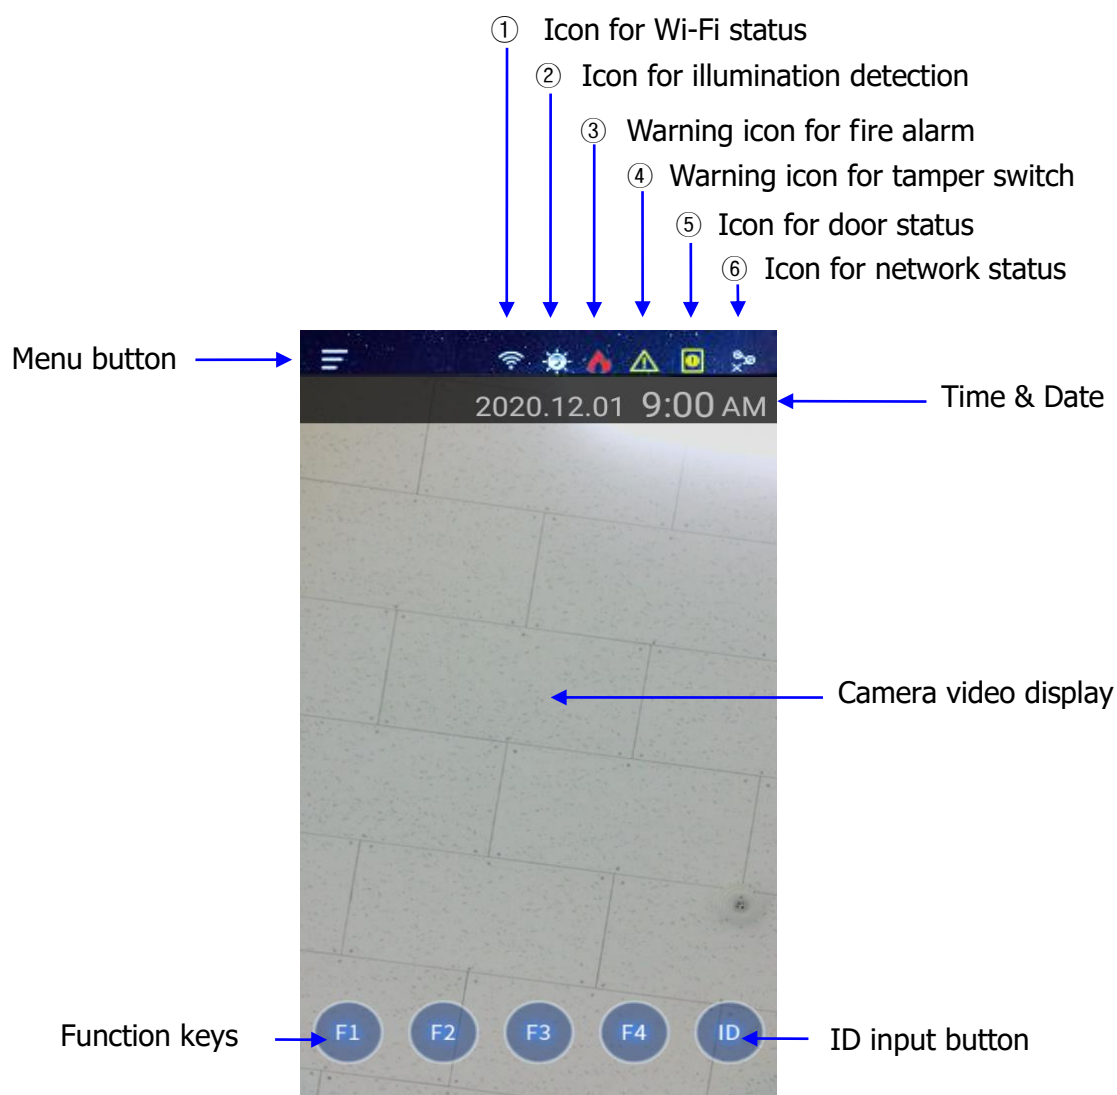 ① Icon for Wi-Fi status
② Icon for illumination detection
③ Warning icon for fire alarm
④ Warning icon for tamper switch
⑤ Icon for door status
⑥ Icon for network status
Menu button
2020.12.01 9:00 AM
Time & Date
Camera video display
Function keys
F1 F2 F3 F4 ID
ID input button